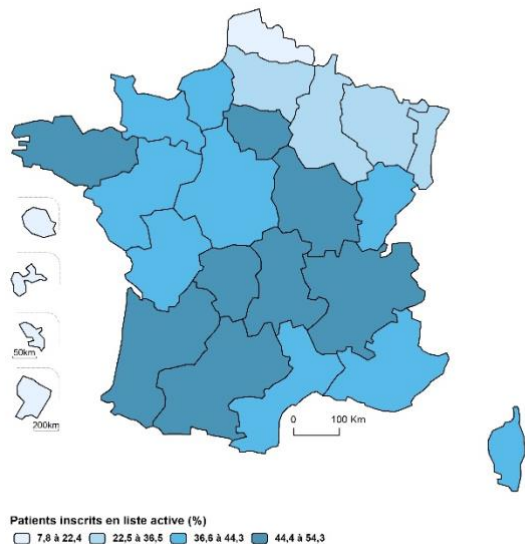 50km
200km
0 100 Km
Patients inscrits en liste active (%)
7,8 à 22,4 22,5 à 36,5 36,6 à 44,3 44,4 à 54,3